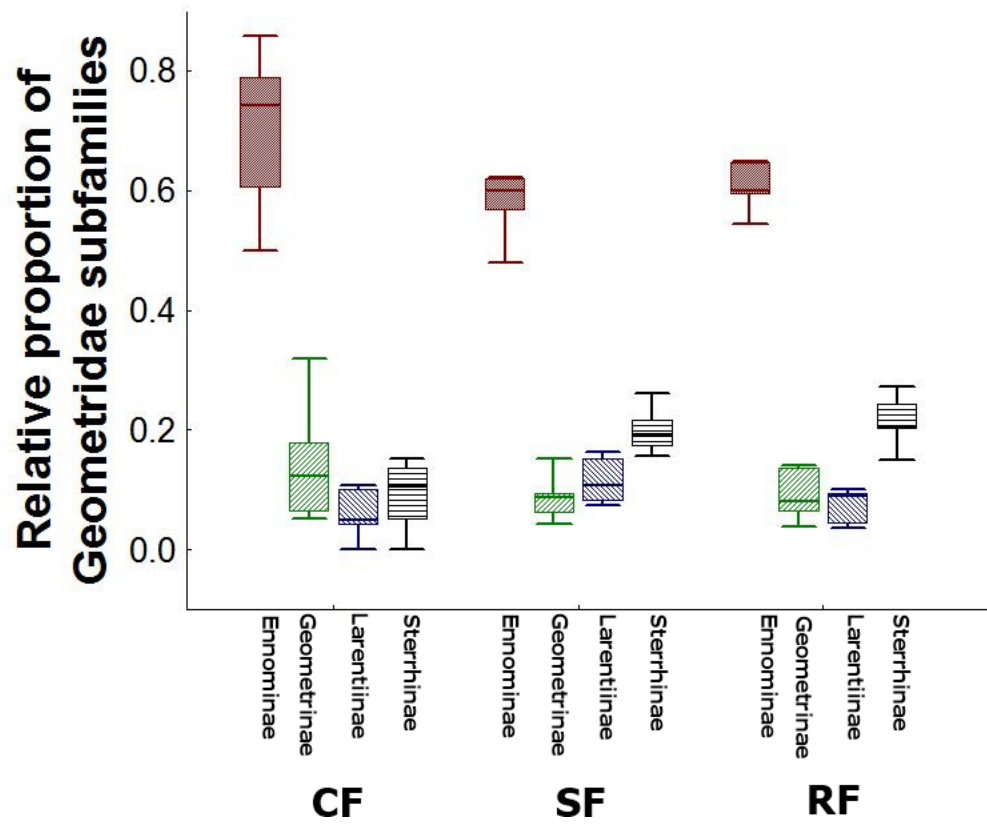 Relative proportion of
Geometridae subfamilies
0.8
0.6
0.4
0.2
0.0
Ennominae
Geometrinae
Larentiinae
Sterrhinae
Ennominae
Geometrinae
Larentiinae
Sterrhinae
Ennominae
Geometrinae
Larentiinae
Sterrhinae
CF
SF
RF